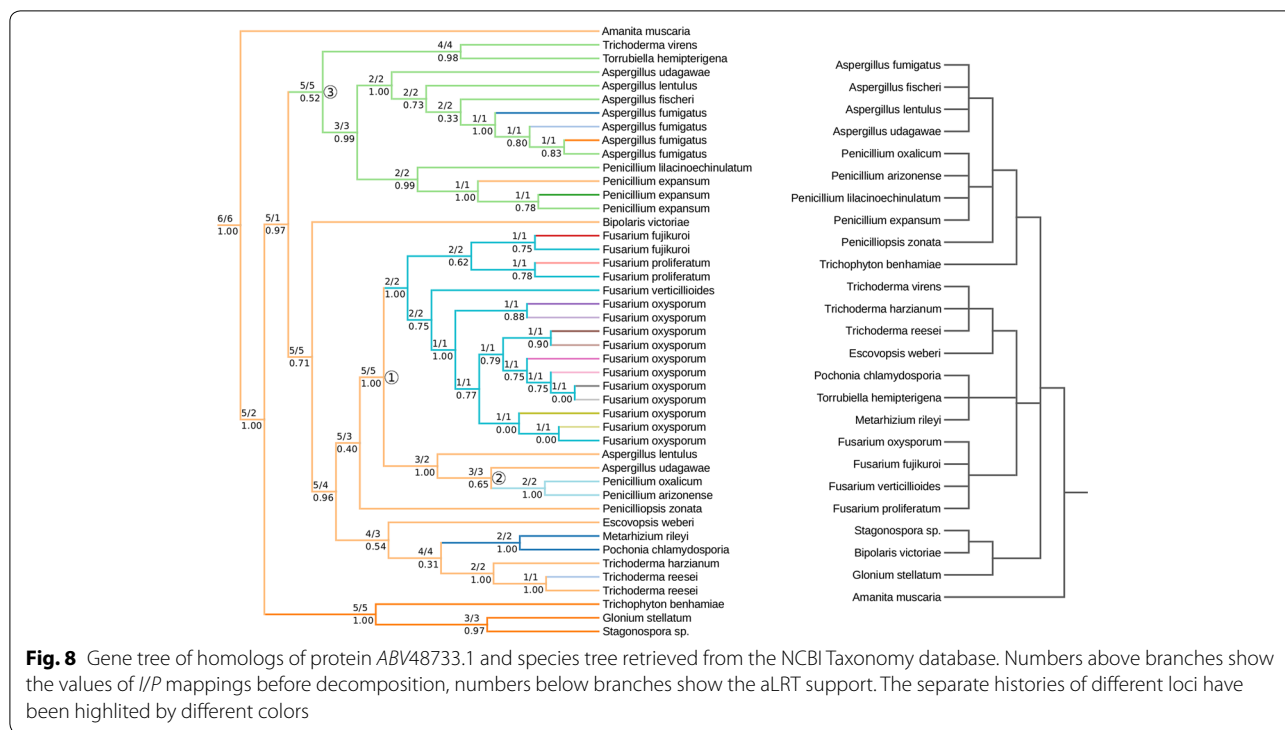 Amanita muscaria
4/4
Trichoderma virens
0.98
Torrubiella hemipterigena
2/2
Aspergillus udagawae
5/5
0.52
③
1.00
2/2
Aspergillus lentulus
0.73
2/2
Aspergillus fischeri
0.33
Aspergillus fumigatus
3/3
0.99
1/1
1.00
Aspergillus fumigatus
1/1
0.80
Aspergillus fumigatus
1/1
0.83
Aspergillus fumigatus
2/2
Penicillium lilacinoechinulatum
0.99
1/1
Penicillium expansum
1.00
1/1
Penicillium expansum
0.78
Penicillium expansum
6/6
1.00
5/1
0.97
Bipolaris victoriae
1/1
Fusarium fujikuroi
2/2
0.62
0.75
Fusarium fujikuroi
1/1
Fusarium proliferatum
0.78
Fusarium proliferatum
2/2
1.00
Fusarium verticillioides
1/1
Fusarium oxysporum
0.88
Fusarium oxysporum
2/2
0.75
1/1
Fusarium oxysporum
0.90
Fusarium oxysporum
5/5
0.71
1/1
1.00
1/1
0.79
Fusarium oxysporum
1/1
0.75
Fusarium oxysporum
1/1
0.75
Fusarium oxysporum
1/1
0.00
Fusarium oxysporum
5/5
1.00
①
1/1
0.77
Fusarium oxysporum
1/1
0.00
Fusarium oxysporum
1/1
0.00
Fusarium oxysporum
5/2
1.00
5/3
0.40
3/2
Aspergillus lentulus
1.00
Aspergillus udagawae
3/3
0.65
②
2/2
Penicillium oxalicum
1.00
Penicillium arizonense
5/4
0.96
Penicilliopsis zonata
Escovopsis weberi
4/3
0.54
2/2
Metarhizium rileyi
1.00
Pochonia chlamydosporia
4/4
0.31
Trichoderma harzianum
2/2
1.00
1/1
Trichoderma reesei
1.00
Trichoderma reesei
5/5
Trichophyton benhamiae
1.00
3/3
Glonium stellatum
0.97
Stagonospora sp.
Aspergillus fumigatus
Aspergillus fischeri
Aspergillus lentulus
Aspergillus udagawae
Penicillium oxalicum
Penicillium arizonense
Penicillium lilacinoechinulatum
Penicillium expansum
Penicilliopsis zonata
Trichophyton benhamiae
Trichoderma virens
Trichoderma harzianum
Trichoderma reesei
Escovopsis weberi
Pochonia chlamydosporia
Torrubiella hemipterigena
Metarhizium rileyi
Fusarium oxysporum
Fusarium fujikuroi
Fusarium verticillioides
Fusarium proliferatum
Stagonospora sp.
Bipolaris victoriae
Glonium stellatum
Amanita muscaria
Fig. 8 Gene tree of homologs of protein ABV48733.1 and species tree retrieved from the NCBI Taxonomy database. Numbers above branches show
the values of I/P mappings before decomposition, numbers below branches show the aLRT support. The separate histories of different loci have
been highlited by different colors